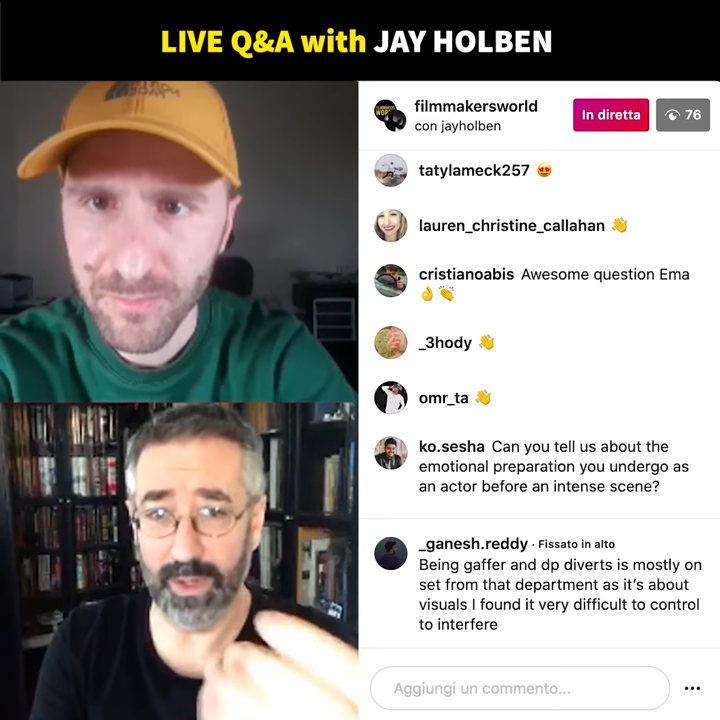 LIVE Q&A with JAY HOLBEN
filmmakersworld
con jayholben
In diretta
76
tatylameck257 😍
lauren_christine_callahan 👋
cristianoabis Awesome question Ema
👌👏
_3hody 👋
omr_ta 👋
ko.sesha Can you tell us about the
emotional preparation you undergo as
an actor before an intense scene?
_ganesh.reddy · Fissato in alto
Being gaffer and dp diverts is mostly on
set from that department as it’s about
visuals I found it very difficult to control
to interfere
Aggiungi un commento...